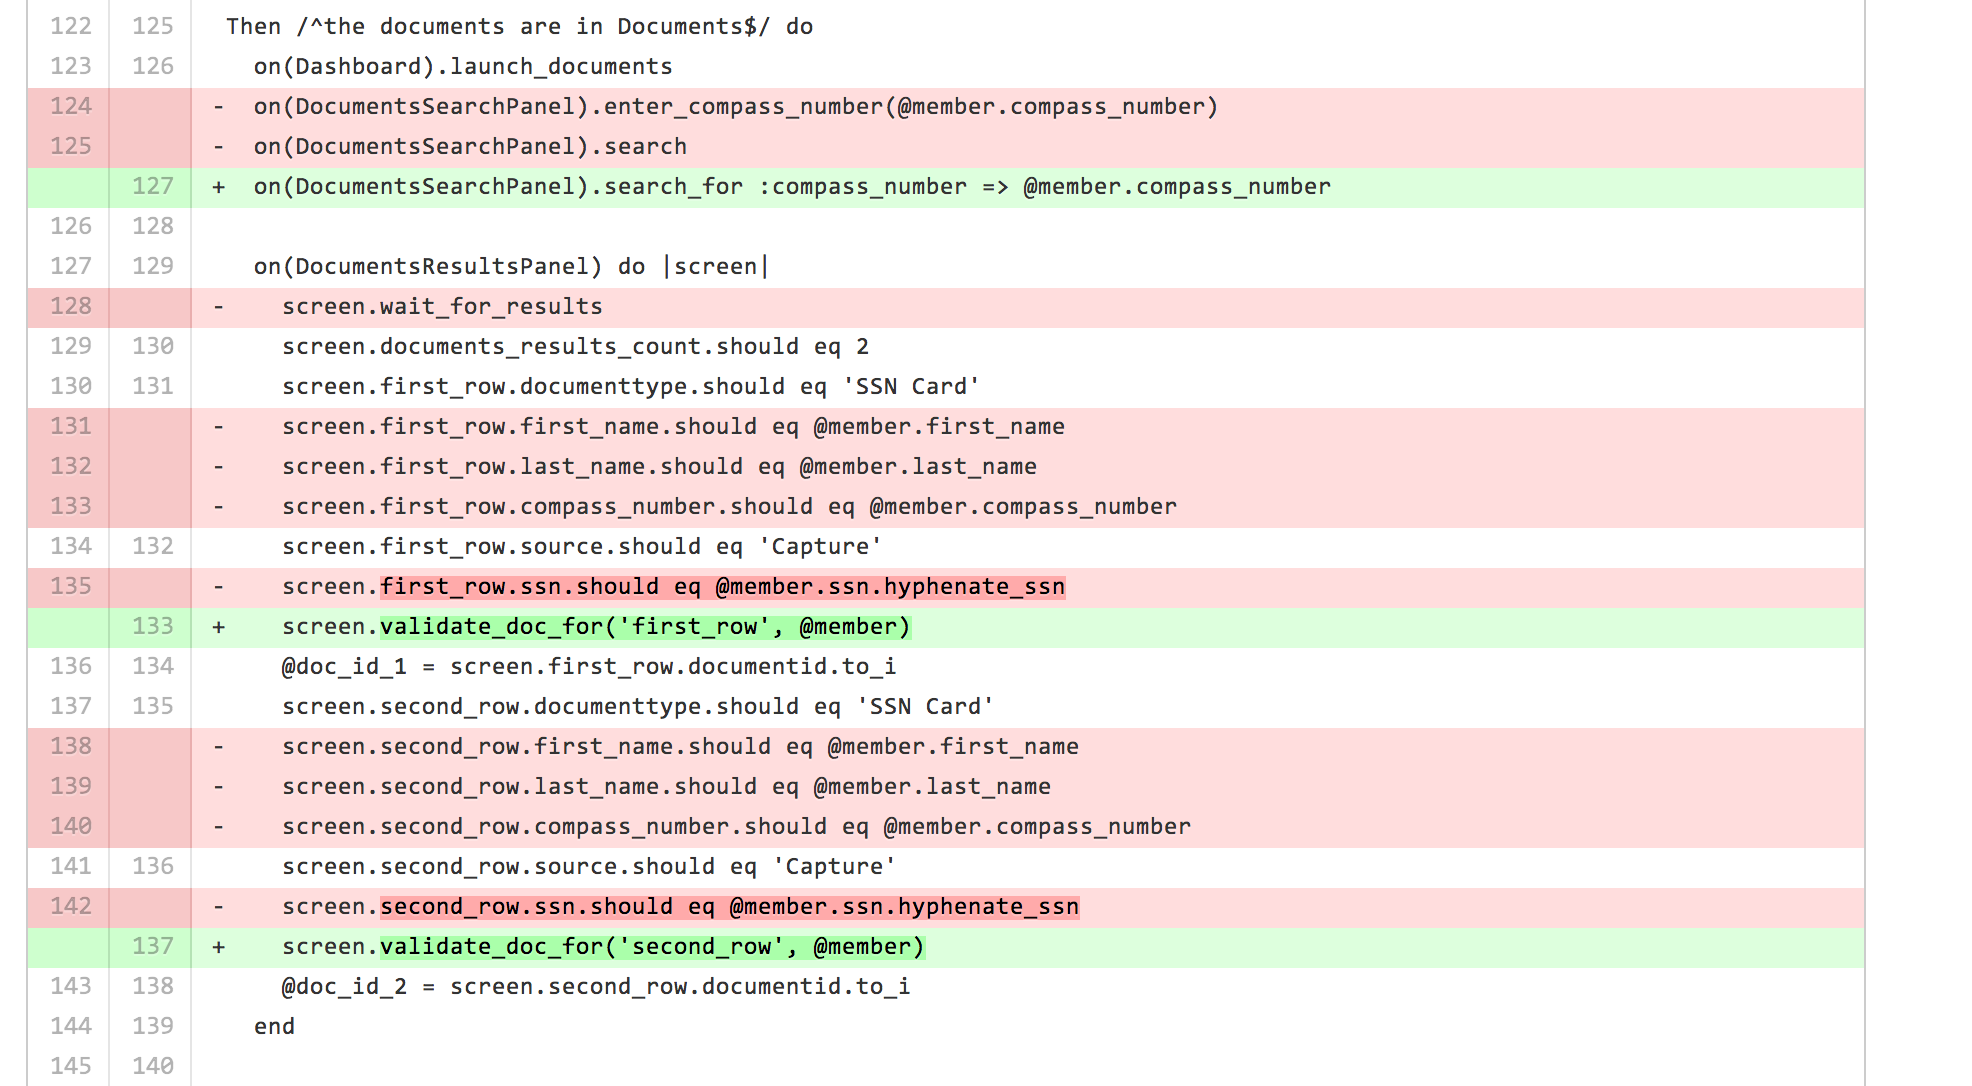 122 125 Then /^the documents are in Documents$/ do
123 126 on(Dashboard).launch_documents
124 - on(DocumentsSearchPanel).enter_compass_number(@member.compass_number)
125 - on(DocumentsSearchPanel).search
127 + on(DocumentsSearchPanel).search_for :compass_number => @member.compass_number
126 128
127 129 on(DocumentsResultsPanel) do |screen|
128 - screen.wait_for_results
129 130 screen.documents_results_count.should eq 2
130 131 screen.first_row.documenttype.should eq 'SSN Card'
131 - screen.first_row.first_name.should eq @member.first_name
132 - screen.first_row.last_name.should eq @member.last_name
133 - screen.first_row.compass_number.should eq @member.compass_number
134 132 screen.first_row.source.should eq 'Capture'
135 - screen.first_row.ssn.should eq @member.ssn.hyphenate_ssn
133 + screen.validate_doc_for('first_row', @member)
136 134 @doc_id_1 = screen.first_row.documentid.to_i
137 135 screen.second_row.documenttype.should eq 'SSN Card'
138 - screen.second_row.first_name.should eq @member.first_name
139 - screen.second_row.last_name.should eq @member.last_name
140 - screen.second_row.compass_number.should eq @member.compass_number
141 136 screen.second_row.source.should eq 'Capture'
142 - screen.second_row.ssn.should eq @member.ssn.hyphenate_ssn
137 + screen.validate_doc_for('second_row', @member)
143 138 @doc_id_2 = screen.second_row.documentid.to_i
144 139 end
145 140